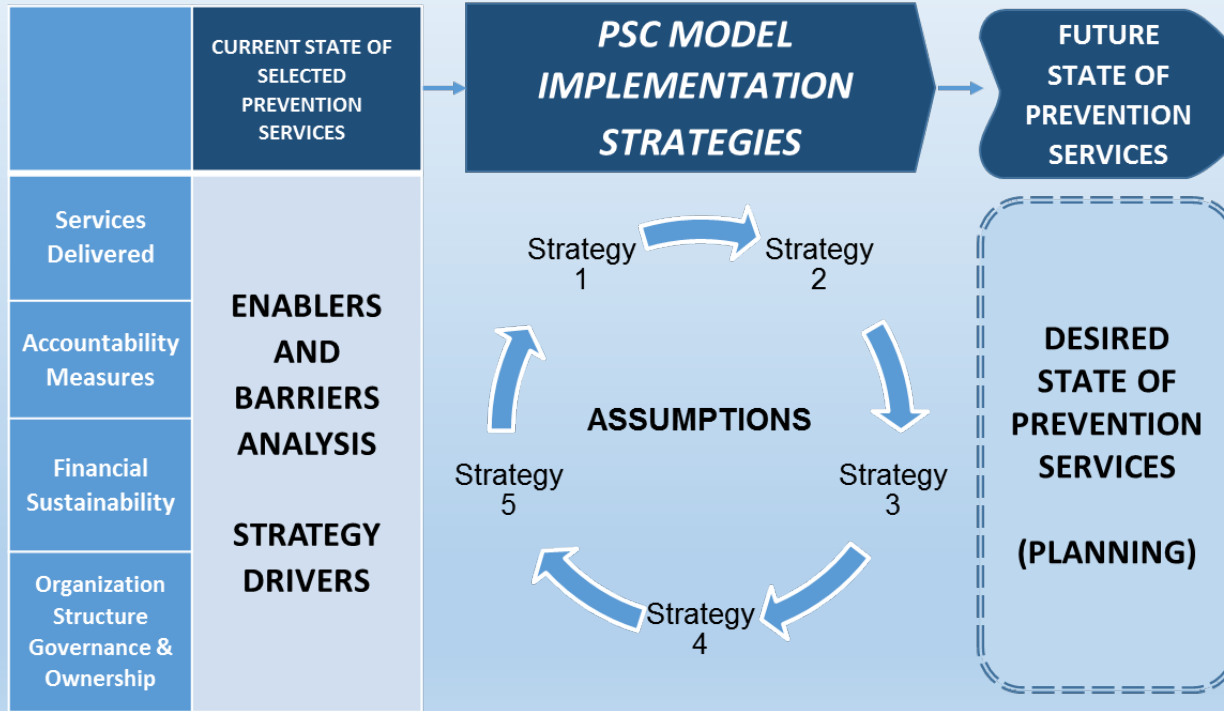 CURRENT STATE OF
SELECTED
PREVENTION
SERVICES
PSC MODEL
IMPLEMENTATION
STRATEGIES
FUTURE
STATE OF
PREVENTION
SERVICES
Services
Delivered
Accountability
Measures
Financial
Sustainability
Organization
Structure
Governance &
Ownership
ENABLERS
AND
BARRIERS
ANALYSIS
STRATEGY
DRIVERS
Strategy
1
Strategy
2
ASSUMPTIONS
Strategy
3
Strategy
4
Strategy
5
DESIRED
STATE OF
PREVENTION
SERVICES
(PLANNING)